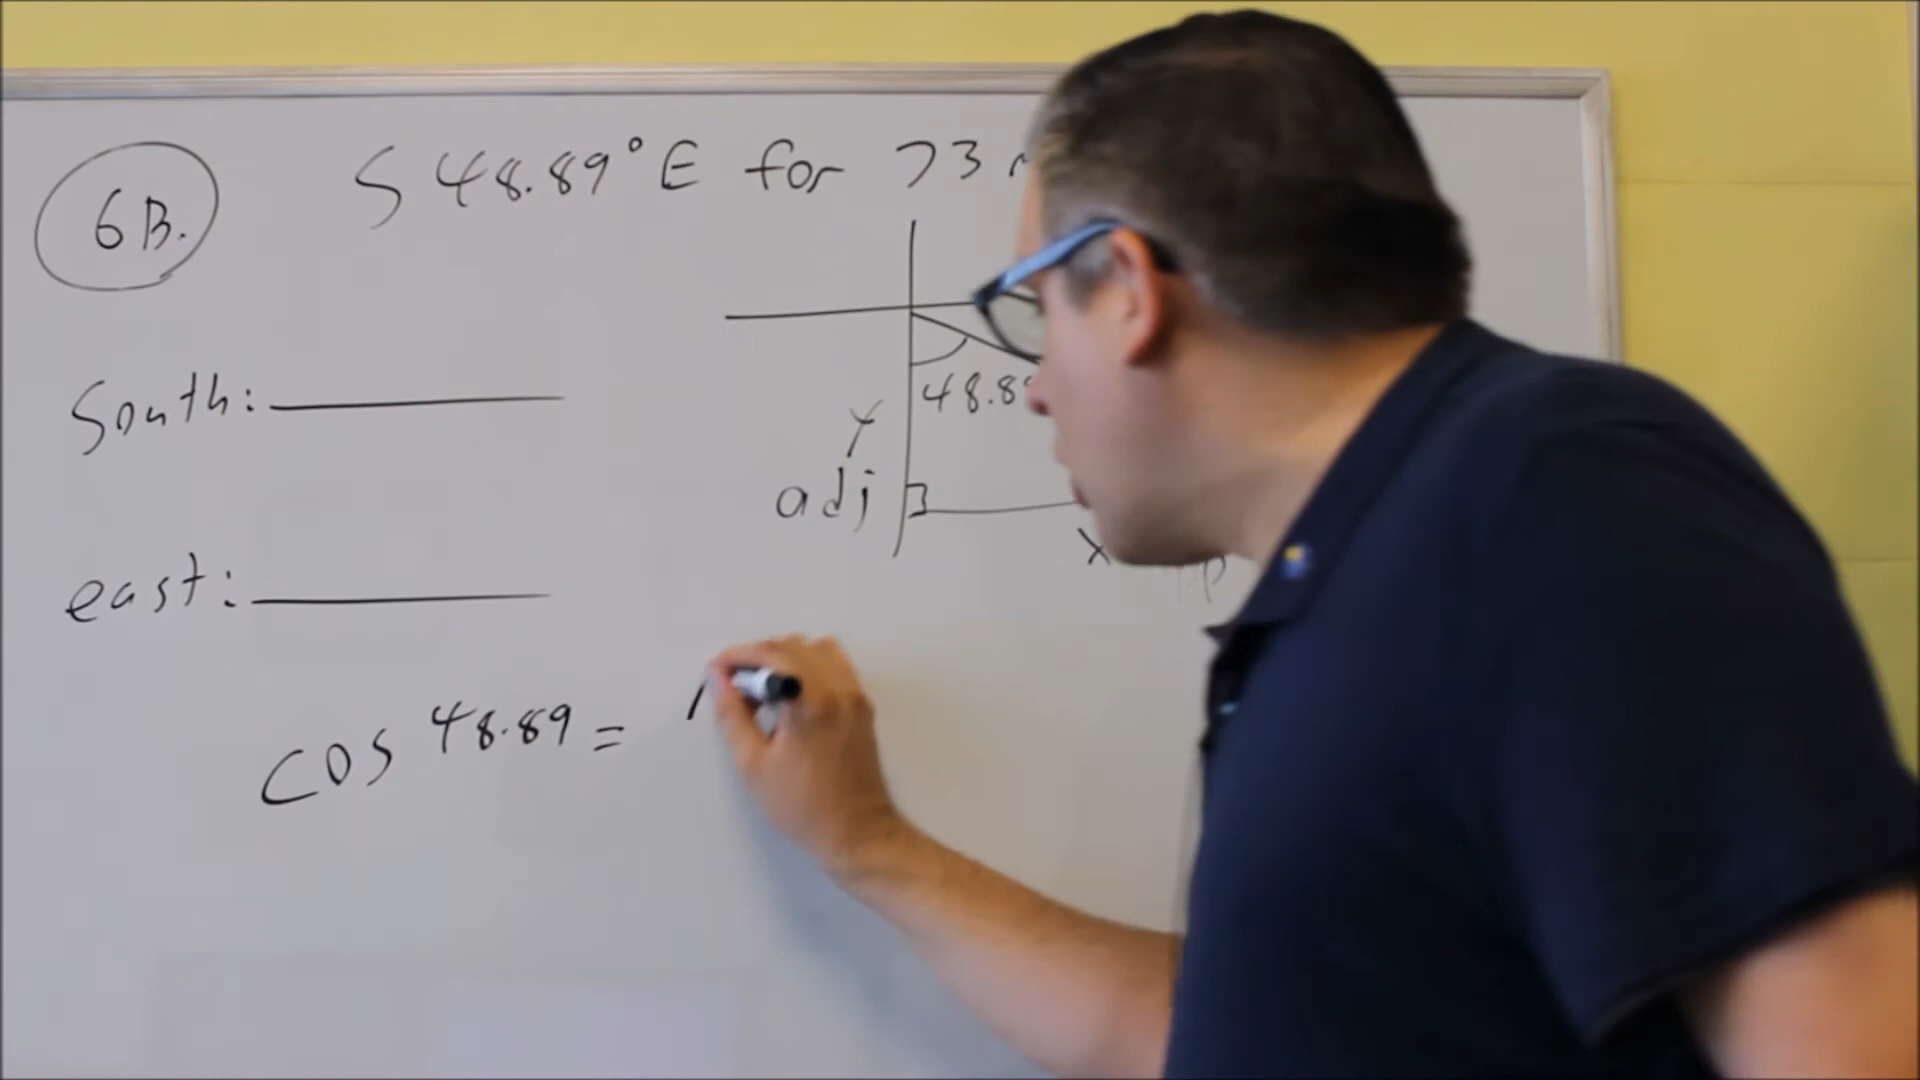 6B.
S 48.89° E for 73
48.8
South:
y
adj
x
east:
cos 48.89 =